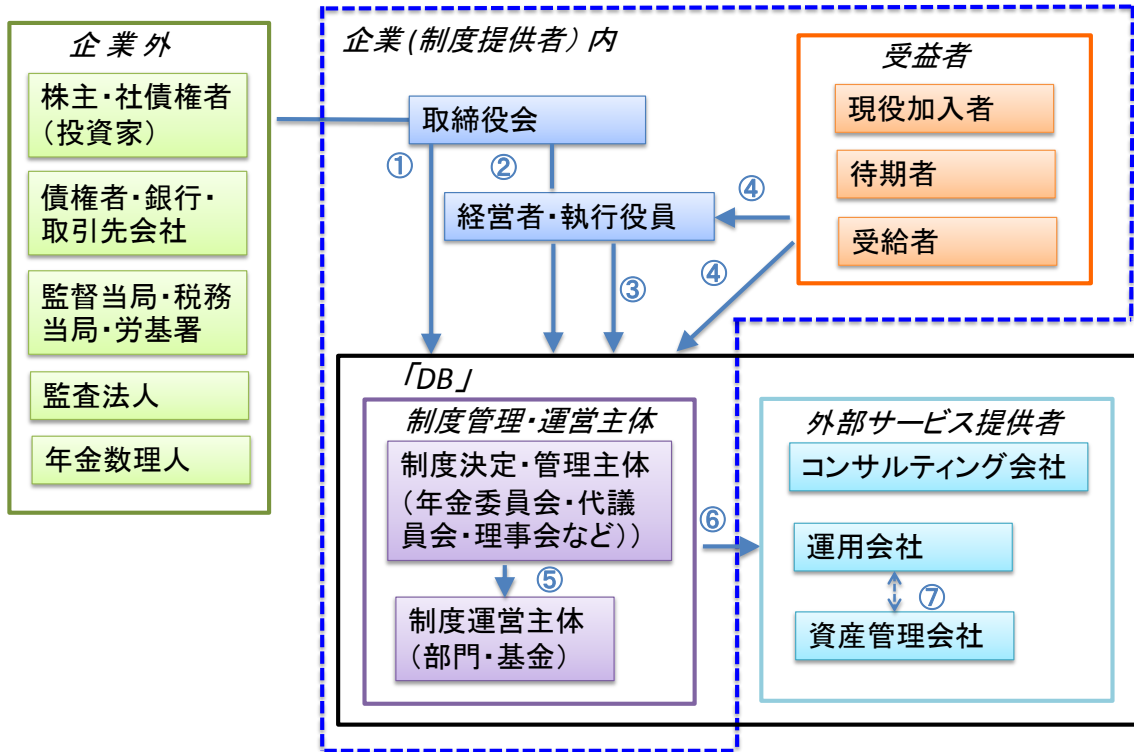 企業外
株主・社債権者
（投資家）
債権者・銀行・
取引先会社
監督当局・税務
当局・労基署
監査法人
年金数理人
企業(制度提供者）内
取締役会
①
②
経営者・執行役員
③
④
④
受益者
現役加入者
待期者
受給者
「DB」
制度管理・運営主体
制度決定・管理主体
（年金委員会・代議
員会・理事会など））
⑤
制度運営主体
（部門・基金）
⑥
外部サービス提供者
コンサルティング会社
運用会社
⑦
資産管理会社